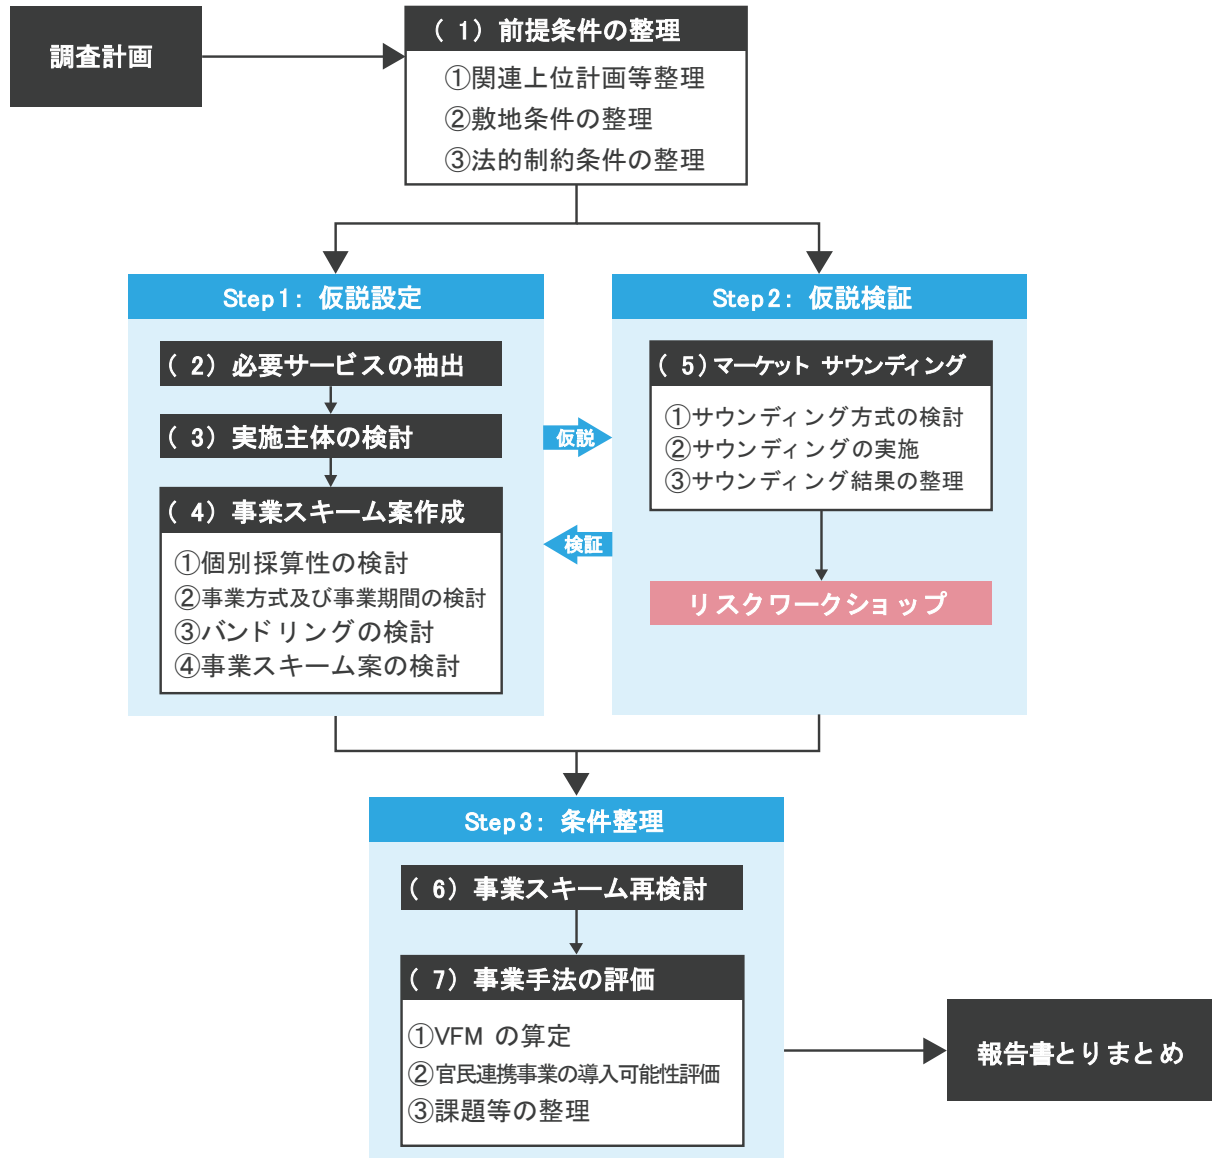 調査計画
(1) 前提条件の整理
①関連上位計画等整理
②敷地条件の整理
③法的制約条件の整理
Step1: 仮説設定
(2) 必要サービスの抽出
(3) 実施主体の検討
(4) 事業スキーム案作成
①個別採算性の検討
②事業方式及び事業期間の検討
③バンドリングの検討
④事業スキーム案の検討
仮説
検証
Step2: 仮説検証
(5) マーケット サウンディング
①サウンディング方式の検討
②サウンディングの実施
③サウンディング結果の整理
リスクワークショップ
Step3: 条件整理
(6) 事業スキーム再検討
(7) 事業手法の評価
①VFM の算定
②官民連携事業の導入可能性評価
③課題等の整理
報告書とりまとめ